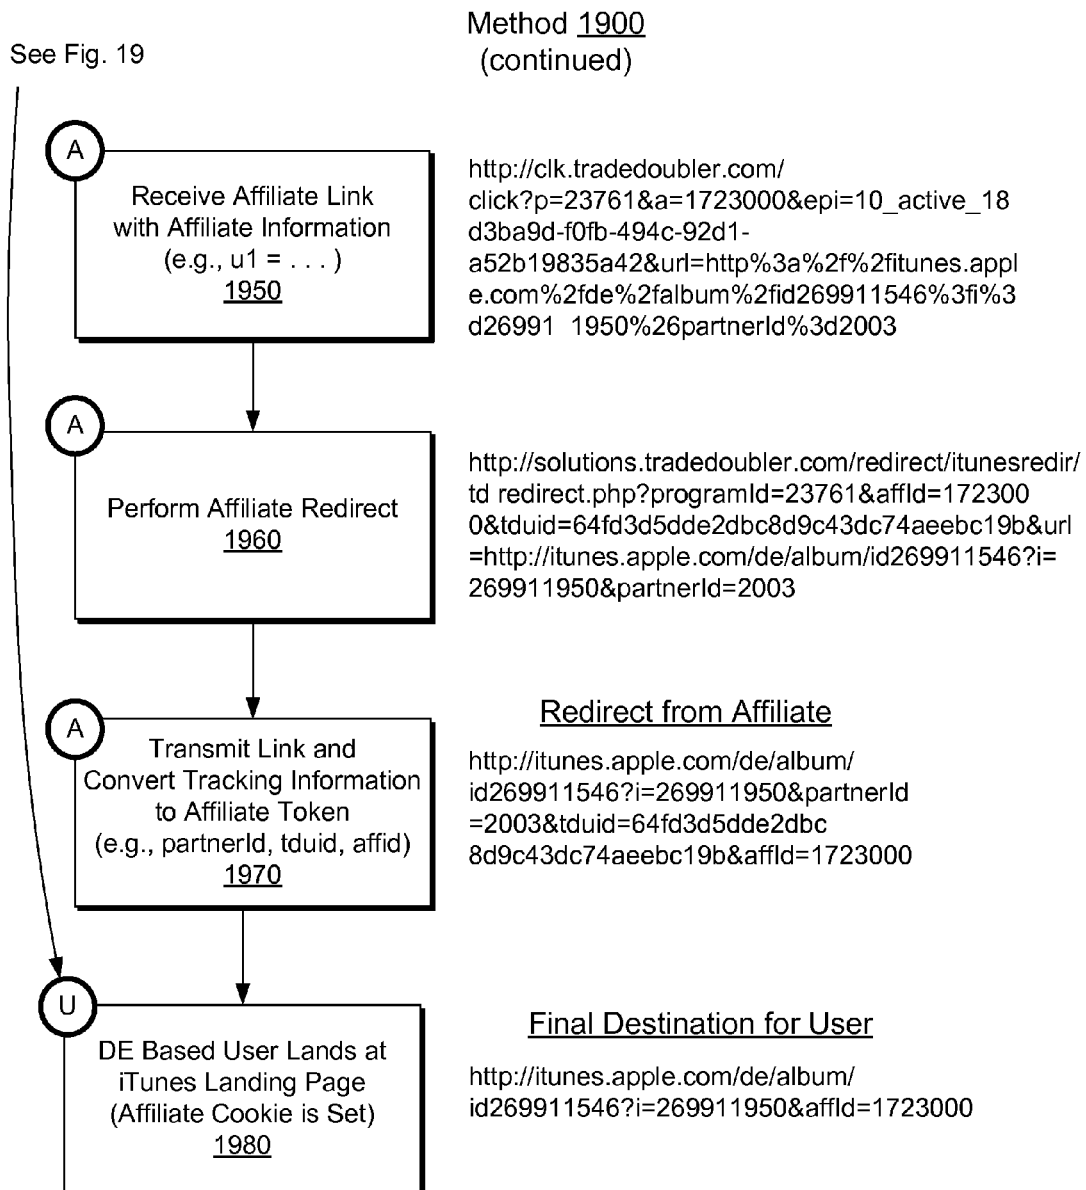 Method 1900
(continued)
See Fig. 19
A
Receive Affiliate Link
with Affiliate Information
(e.g., u1 = . . . )
1950
http://clk.tradedoubler.com/
click?p=23761&a=1723000&epi=10_active_18
d3ba9d-f0fb-494c-92d1-
a52b19835a42&url=http%3a%2f%2fitunes.appl
e.com%2fde%2falbum%2fid269911546%3fi%3
d26991 1950%26partnerId%3d2003
A
Perform Affiliate Redirect
1960
http://solutions.tradedoubler.com/redirect/itunesredir/
td redirect.php?programId=23761&affId=172300
0&tduid=64fd3d5dde2dbc8d9c43dc74aeebc19b&url
=http://itunes.apple.com/de/album/id269911546?i=
269911950&partnerId=2003
A
Transmit Link and
Convert Tracking Information
to Affiliate Token
(e.g., partnerId, tduid, affid)
1970
Redirect from Affiliate
http://itunes.apple.com/de/album/
id269911546?i=269911950&partnerId
=2003&tduid=64fd3d5dde2dbc
8d9c43dc74aeebc19b&affId=1723000
U
DE Based User Lands at
iTunes Landing Page
(Affiliate Cookie is Set)
1980
Final Destination for User
http://itunes.apple.com/de/album/
id269911546?i=269911950&affId=1723000